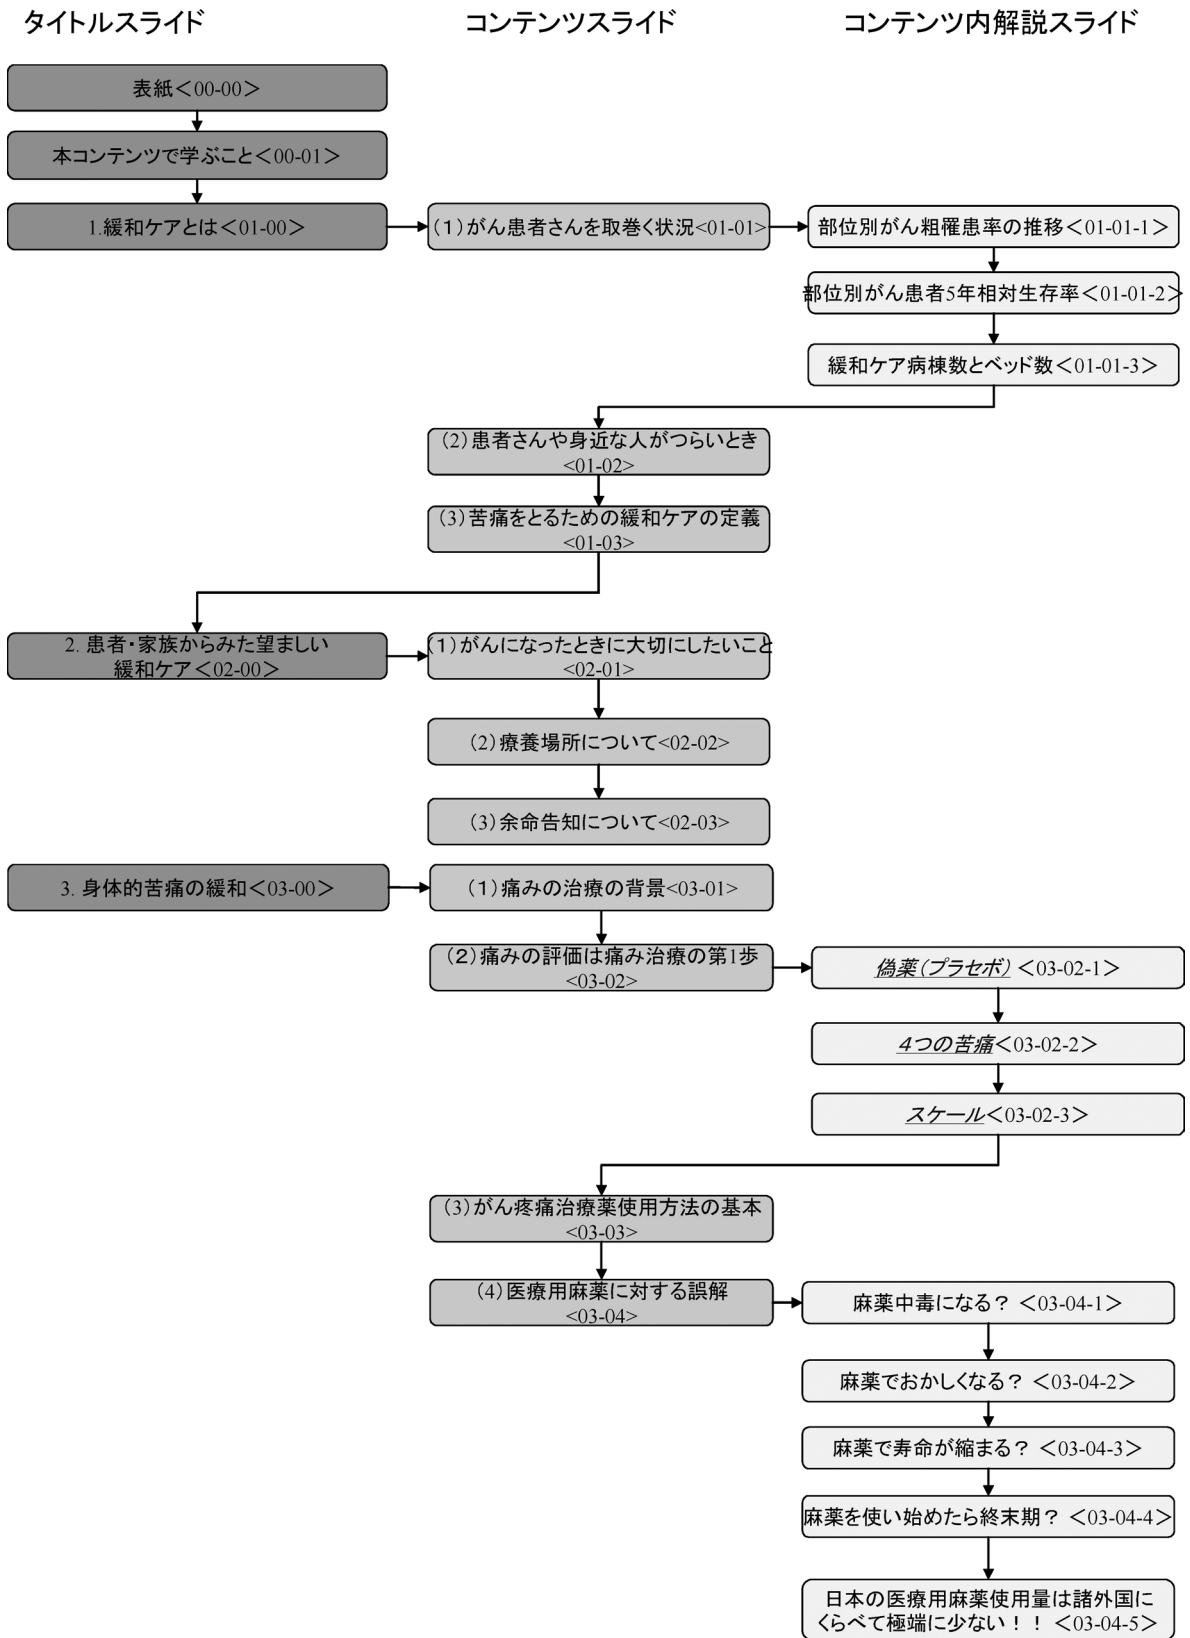 タイトルスライド
コンテンツスライド
コンテンツ内解説スライド
表紙＜00-00＞
本コンテンツで学ぶこと＜00-01＞
1.緩和ケアとは＜01-00＞
(１)がん患者さんを取巻く状況<01-01>
部位別がん粗罹患率の推移＜01-01-1＞
部位別がん患者5年相対生存率＜01-01-2＞
緩和ケア病棟数とベッド数＜01-01-3＞
(2)患者さんや身近な人がつらいとき
<01-02>
(3)苦痛をとるための緩和ケアの定義
<01-03>
2. 患者・家族からみた望ましい
緩和ケア＜02-00＞
(１)がんになったときに大切にしたいこと
<02-01>
(2)療養場所について<02-02>
(3)余命告知について<02-03>
3. 身体的苦痛の緩和＜03-00＞
(１)痛みの治療の背景<03-01>
(２)痛みの評価は痛み治療の第1歩
<03-02>
偽薬(プラセボ) ＜03-02-1＞
４つの苦痛＜03-02-2＞
スケール＜03-02-3＞
(3)がん疼痛治療薬使用方法の基本
<03-03>
(4)医療用麻薬に対する誤解
<03-04>
麻薬中毒になる？ ＜03-04-1＞
麻薬でおかしくなる？ ＜03-04-2＞
麻薬で寿命が縮まる？ ＜03-04-3＞
麻薬を使い始めたら終末期？ ＜03-04-4＞
日本の医療用麻薬使用量は諸外国に
くらべて極端に少ない！！ ＜03-04-5＞